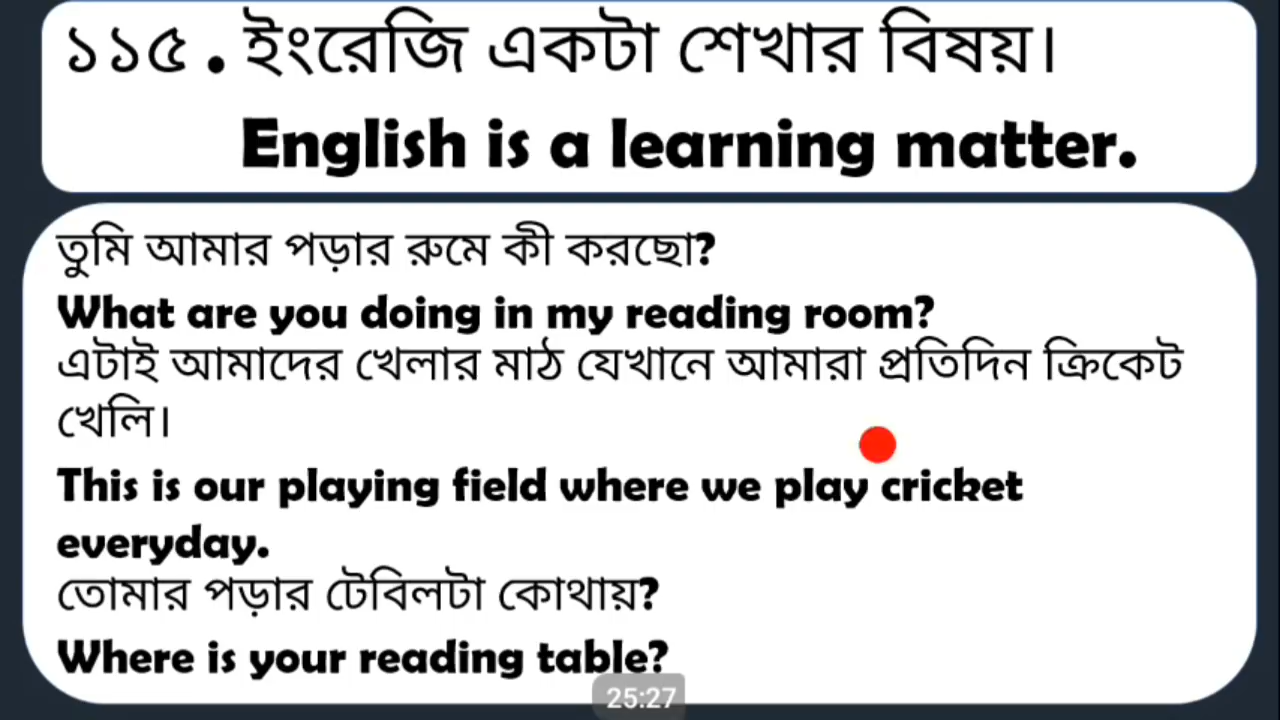 ১১৫. ইংরেজি একটা শেখার বিষয়।
English is a learning matter.
তুমি আমার পড়ার রুমে কী করছো?
What are you doing in my reading room?
এটাই আমাদের খেলার মাঠ যেখানে আমারা প্রতিদিন ক্রিকেট
খেলি।
This is our playing field where we play cricket
everyday.
তোমার পড়ার টেবিলটা কোথায়?
Where is your reading table?
25:27